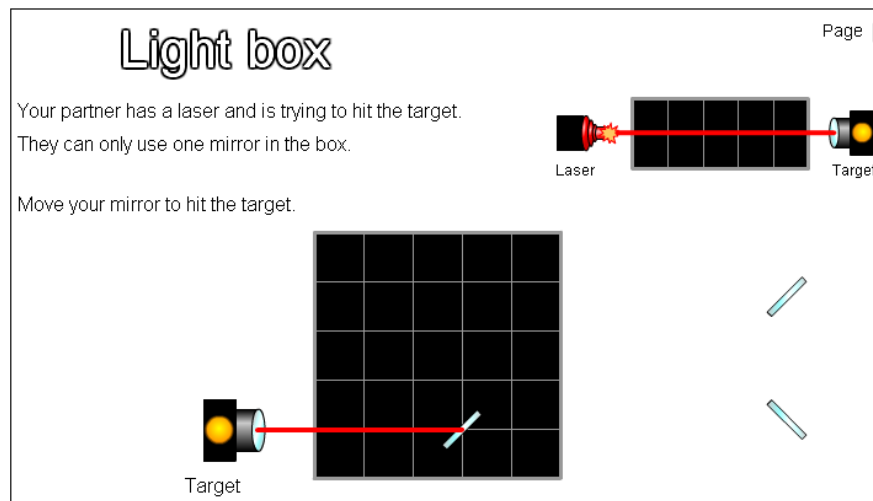 Light box
Page
Your partner has a laser and is trying to hit the target.
They can only use one mirror in the box.
Laser
Target
Move your mirror to hit the target.
Target